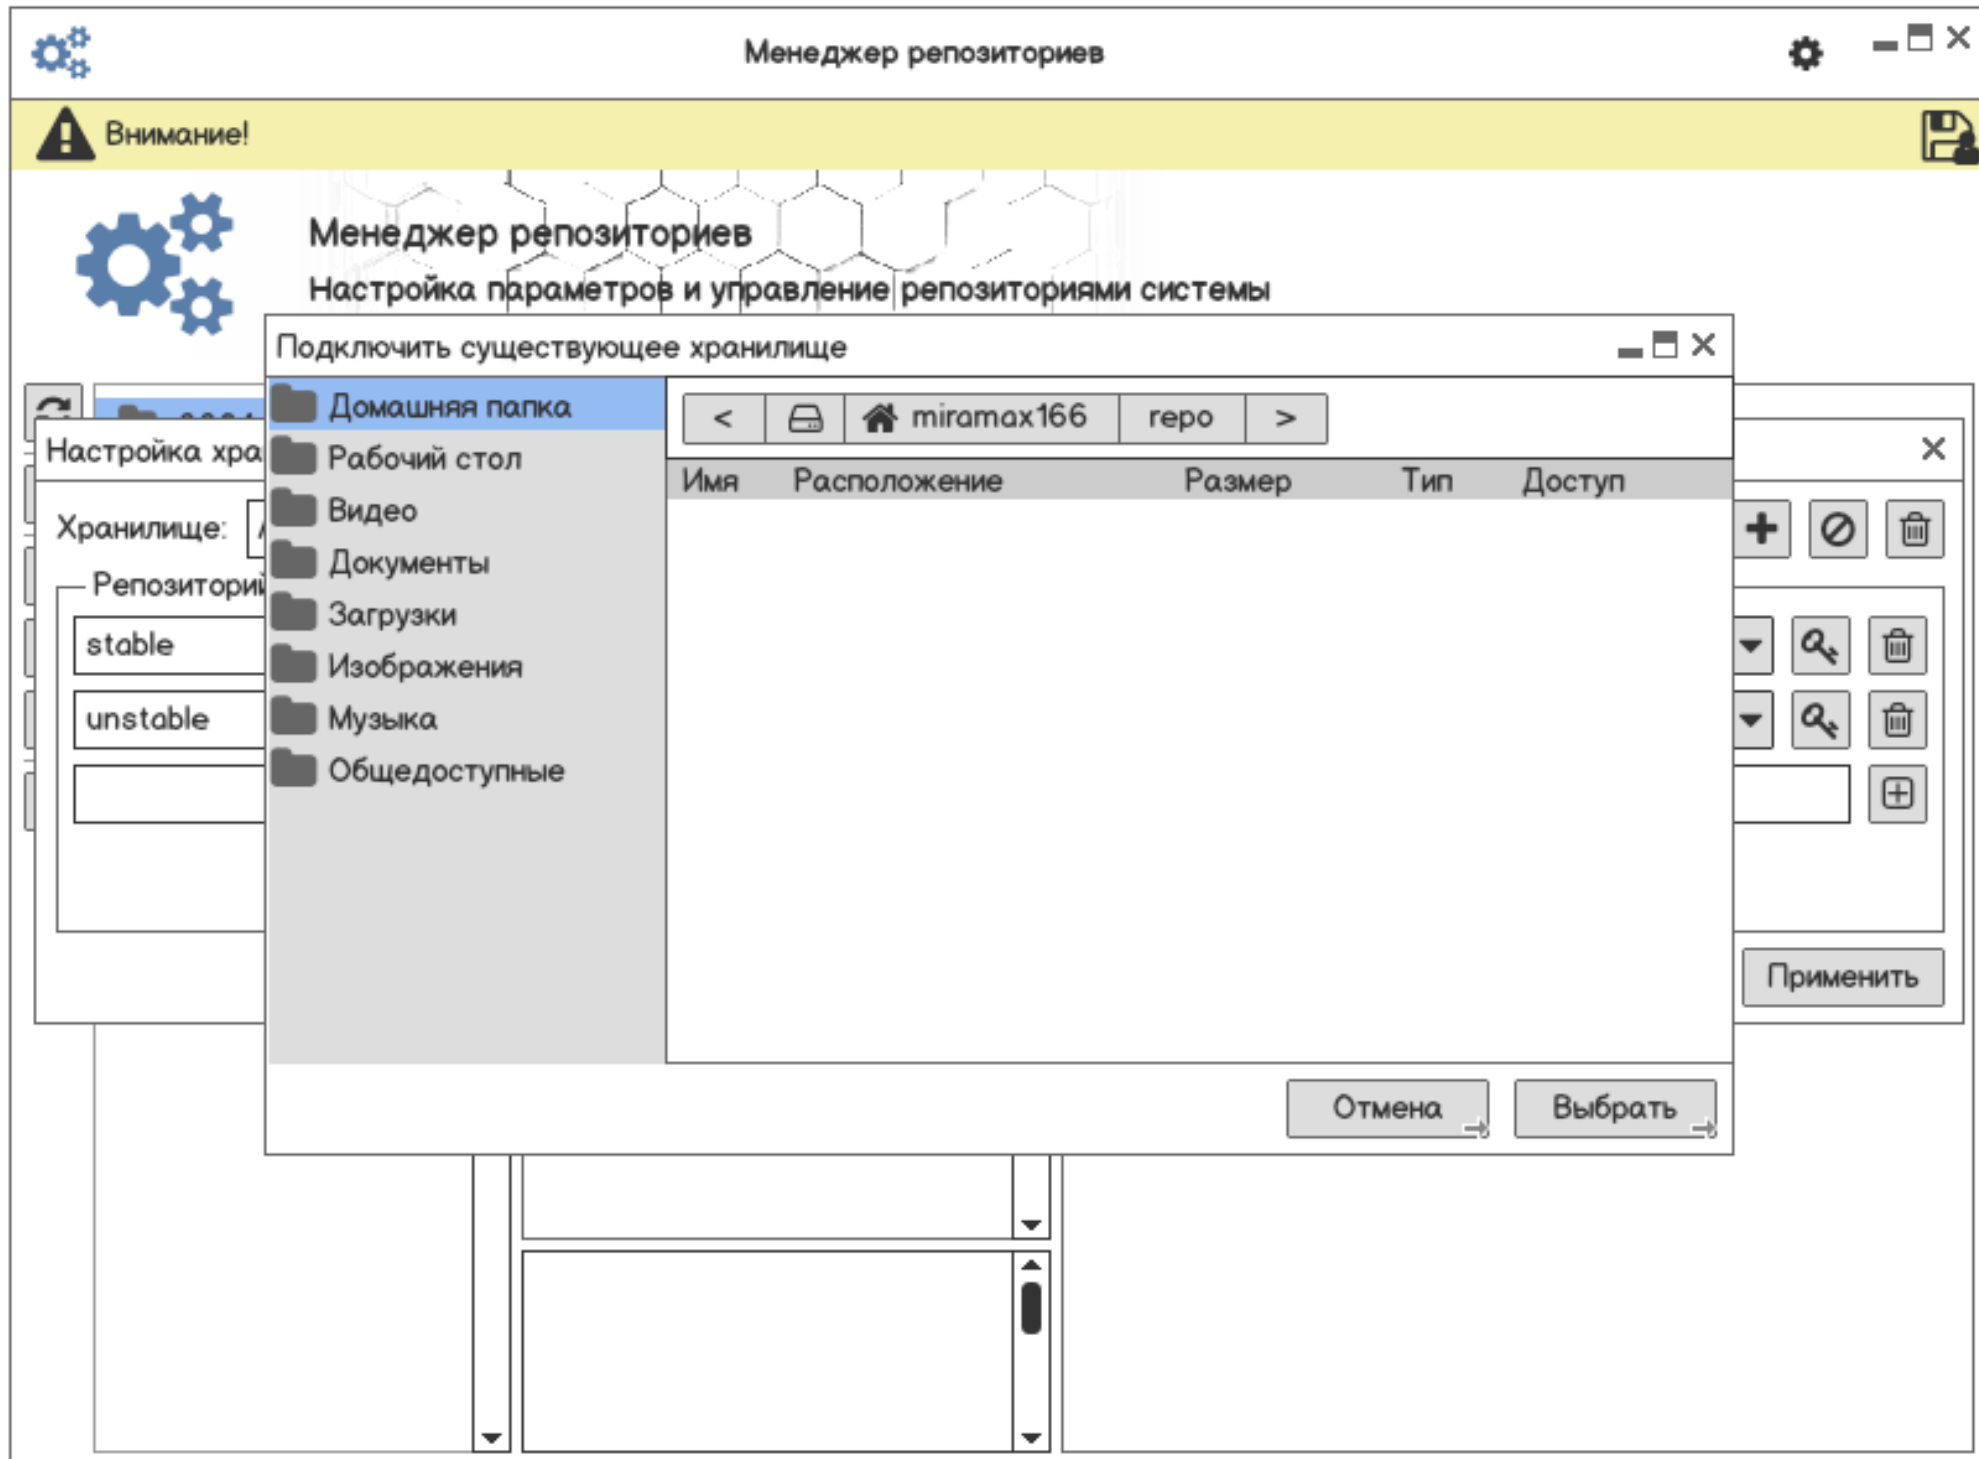 Менеджер репозиториев
Внимание!
Менеджер репозиториев
Настройка параметров и управление репозиториями системы
Подключить существующее хранилище
Домашняя папка
Рабочий стол
Видео
Документы
Загрузки
Изображения
Музыка
Общедоступные
< miramax166 repo >
Имя Расположение Размер Тип Доступ
Отмена Выбрать
Настройка хра
Хранилище:
Репозиторий
stable
unstable
Применить